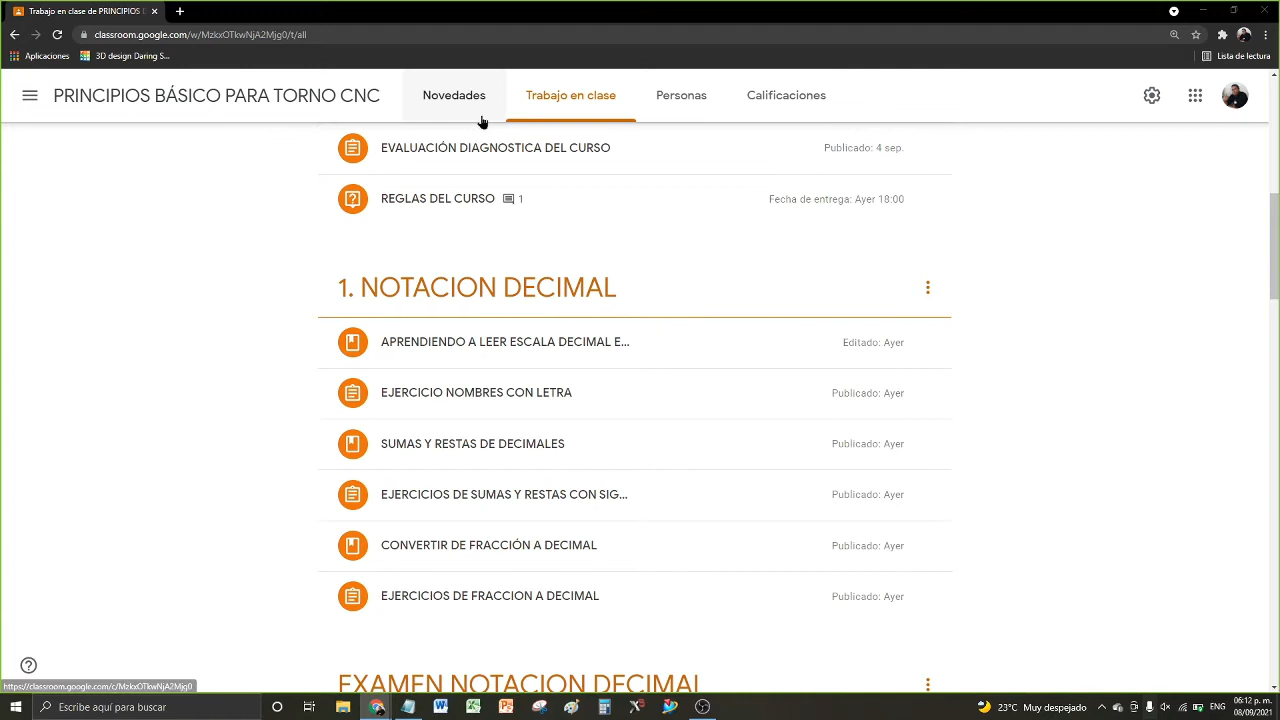 Trabajo en clase de PRINCIPIOS B
classroom.google.com/w/MzkxOTkwNjA2Mjg0/t/all
Aplicaciones
3D design Daring S...
Lista de lectura
PRINCIPIOS BÁSICO PARA TORNO CNC
Novedades
Trabajo en clase
Personas
Calificaciones
EVALUACIÓN DIAGNOSTICA DEL CURSO
Publicado: 4 sep.
REGLAS DEL CURSO
1
Fecha de entrega: Ayer 18:00
1. NOTACION DECIMAL
APRENDIENDO A LEER ESCALA DECIMAL E...
Editado: Ayer
EJERCICIO NOMBRES CON LETRA
Publicado: Ayer
SUMAS Y RESTAS DE DECIMALES
Publicado: Ayer
EJERCICIOS DE SUMAS Y RESTAS CON SIG...
Publicado: Ayer
CONVERTIR DE FRACCIÓN A DECIMAL
Publicado: Ayer
EJERCICIOS DE FRACCION A DECIMAL
Publicado: Ayer
EXAMEN NOTACION DECIMAL
https://classroom.google.com/c/MzkxOTkwNjA2Mjg0
Escribe aquí para buscar
23°C Muy despejado
ENG
06:12 p. m.
08/09/2021